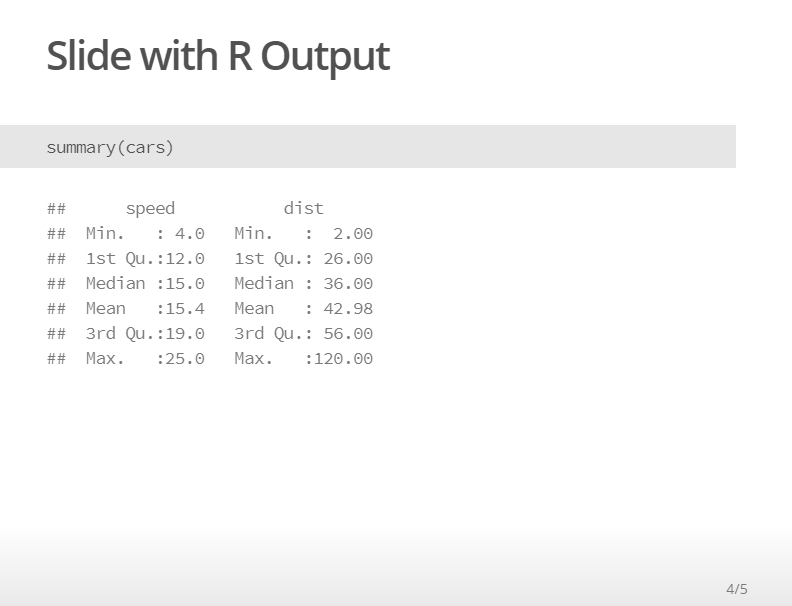 Slide with R Output
summary(cars)
##      speed           dist
##  Min.   : 4.0   Min.   :  2.00
##  1st Qu.:12.0   1st Qu.: 26.00
##  Median :15.0   Median : 36.00
##  Mean   :15.4   Mean   : 42.98
##  3rd Qu.:19.0   3rd Qu.: 56.00
##  Max.   :25.0   Max.   :120.00
4/5